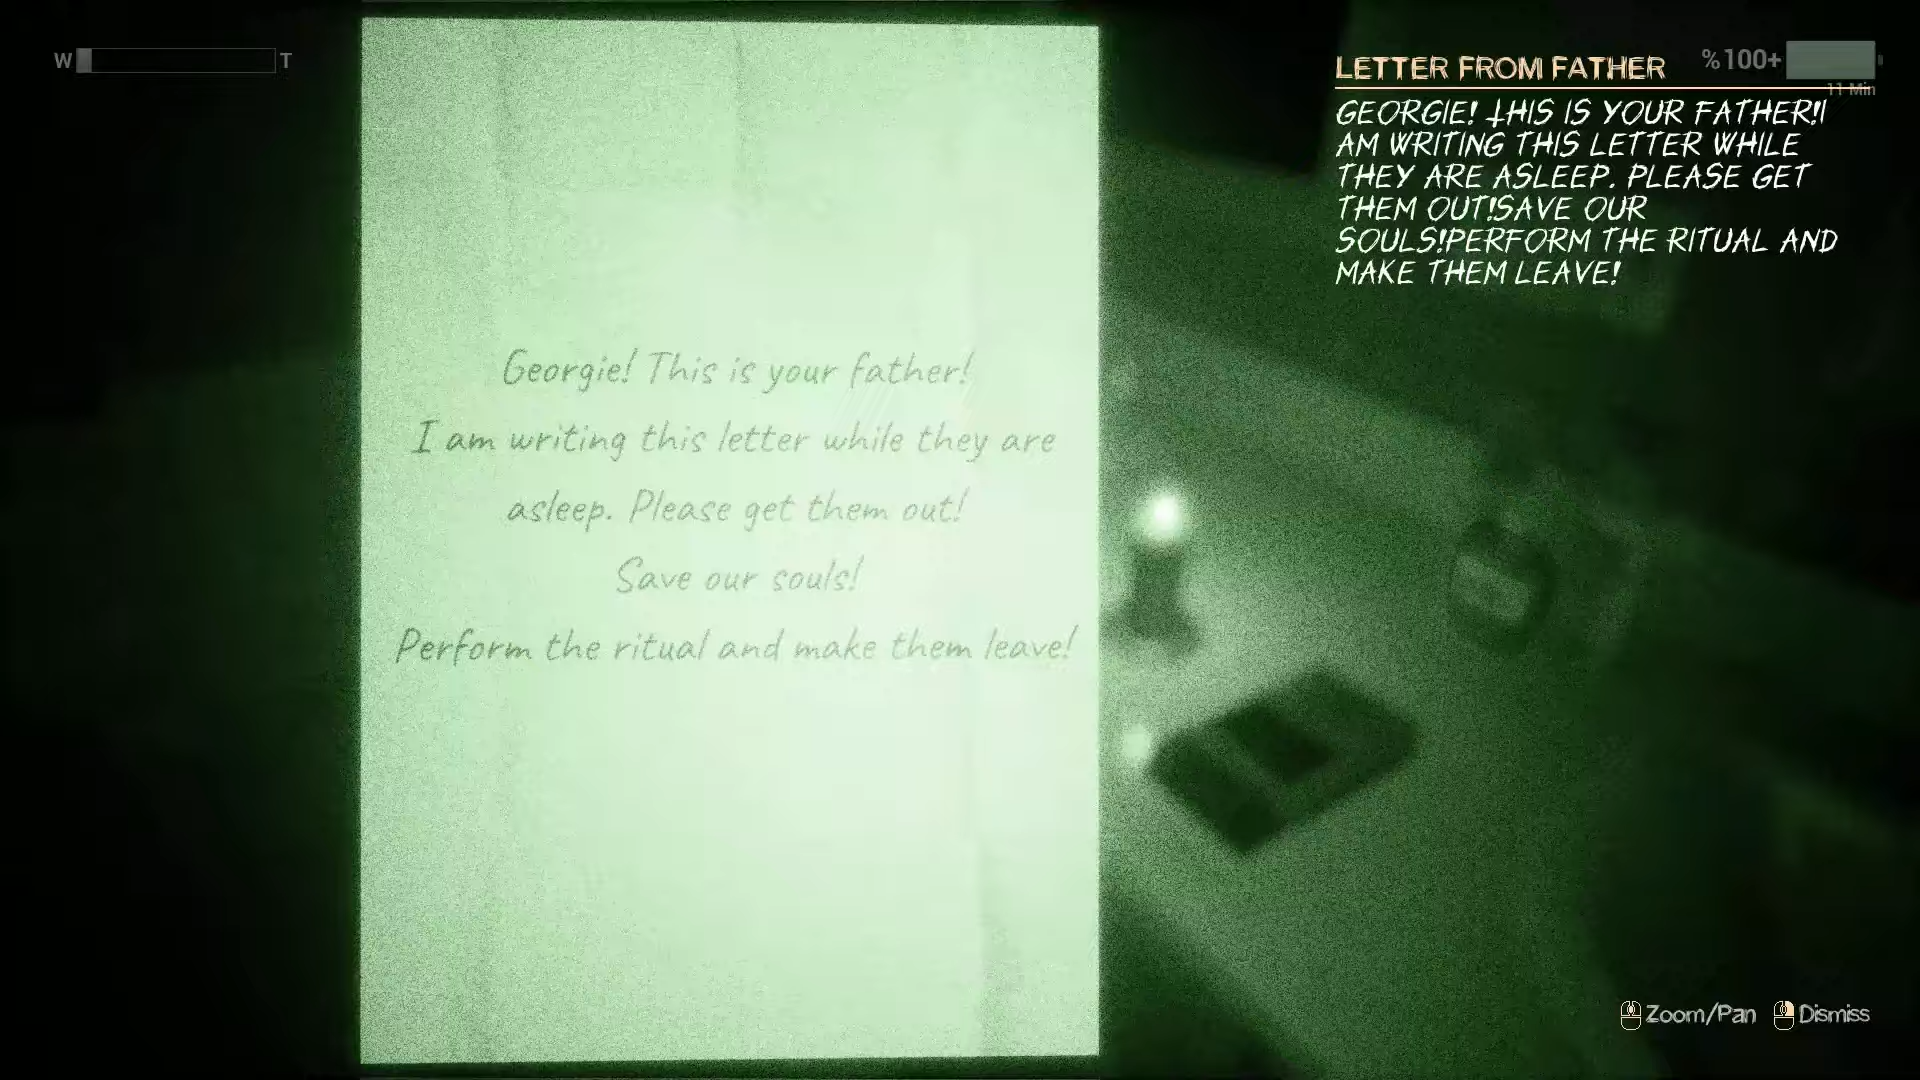 W T
% 100+
11 Min
LETTER FROM FATHER
GEORGIE! THIS IS YOUR FATHER!I
AM WRITING THIS LETTER WHILE
THEY ARE ASLEEP. PLEASE GET
THEM OUT!SAVE OUR
SOULS!PERFORM THE RITUAL AND
MAKE THEM LEAVE!
Georgie! This is your father!
I am writing this letter while they are
asleep. Please get them out!
Save our souls!
Perform the ritual and make them leave!
Zoom/Pan Dismiss